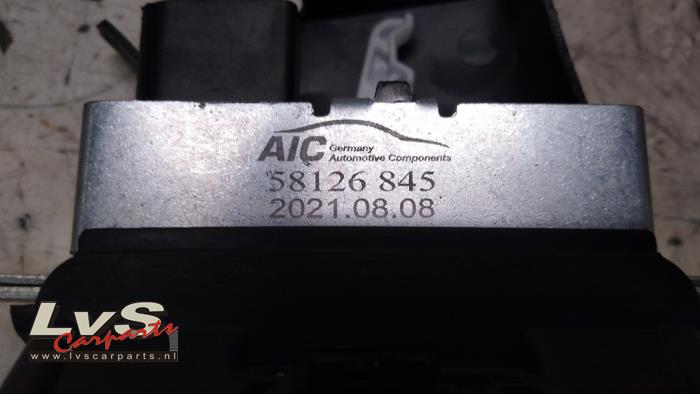 AIC Germany
Automotive Components
58126 845
2021.08.08
LvS
Carparts
www.lvscarparts.nl